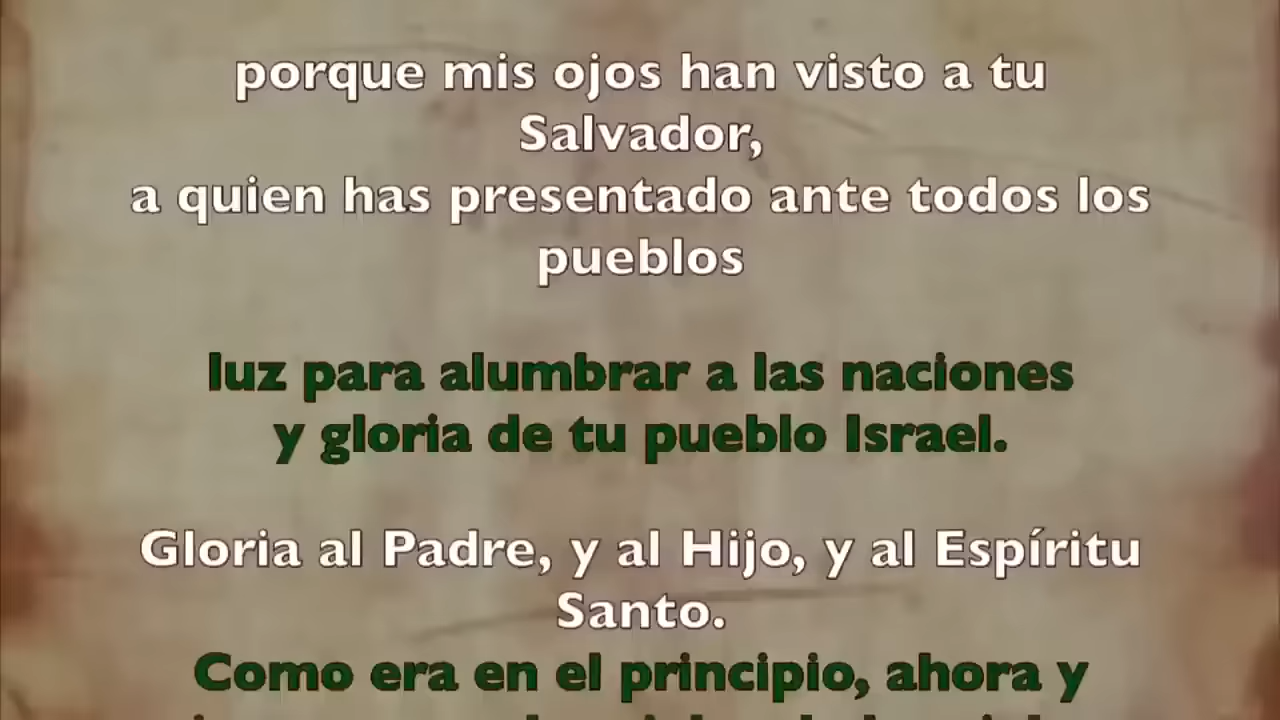 porque mis ojos han visto a tu
Salvador,
a quien has presentado ante todos los
pueblos
luz para alumbrar a las naciones
y gloria de tu pueblo Israel.
Gloria al Padre, y al Hijo, y al Espíritu
Santo.
Como era en el principio, ahora y